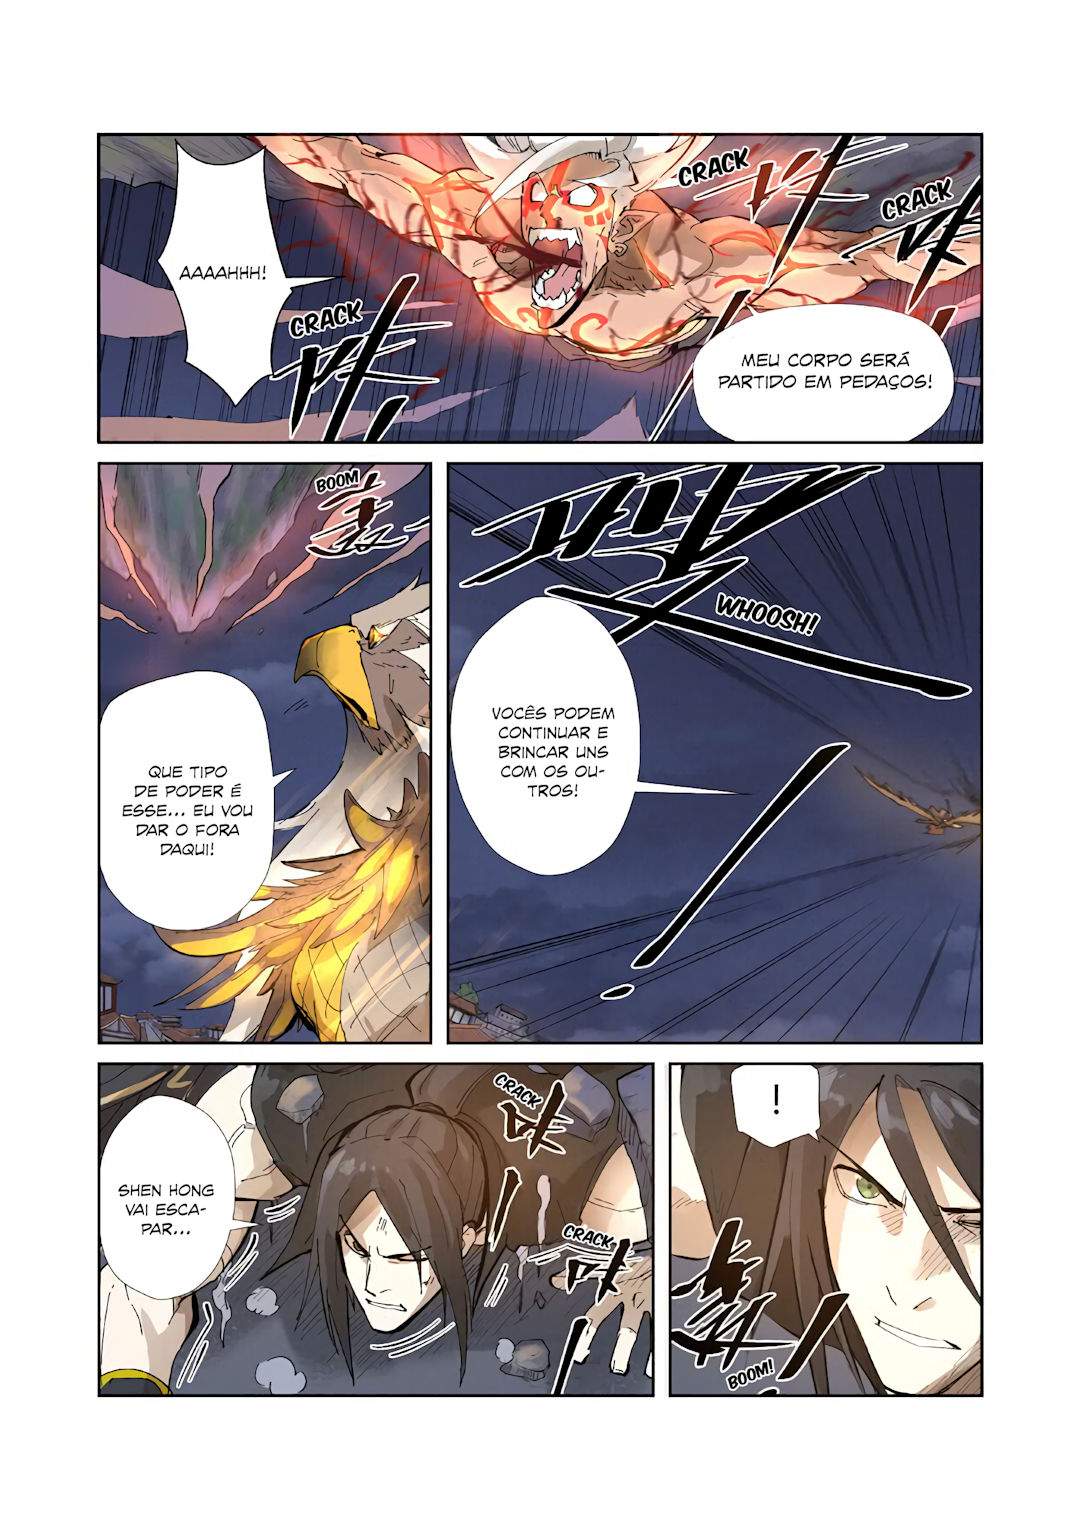 AAAAHHH!
CRACK
CRACK
CRACK
MEU CORPO SERÁ
PARTIDO EM PEDAÇOS!
BOOM
QUE TIPO
DE PODER É
ESSE... EU VOU
DAR O FORA
DAQUI!
WHOOSH!
VOCÊS PODEM
CONTINUAR E
BRINCAR UNS
COM OS OU-
TROS!
SHEN HONG
VAI ESCA-
PAR...
CRACK
CRACK
!
BOOM!